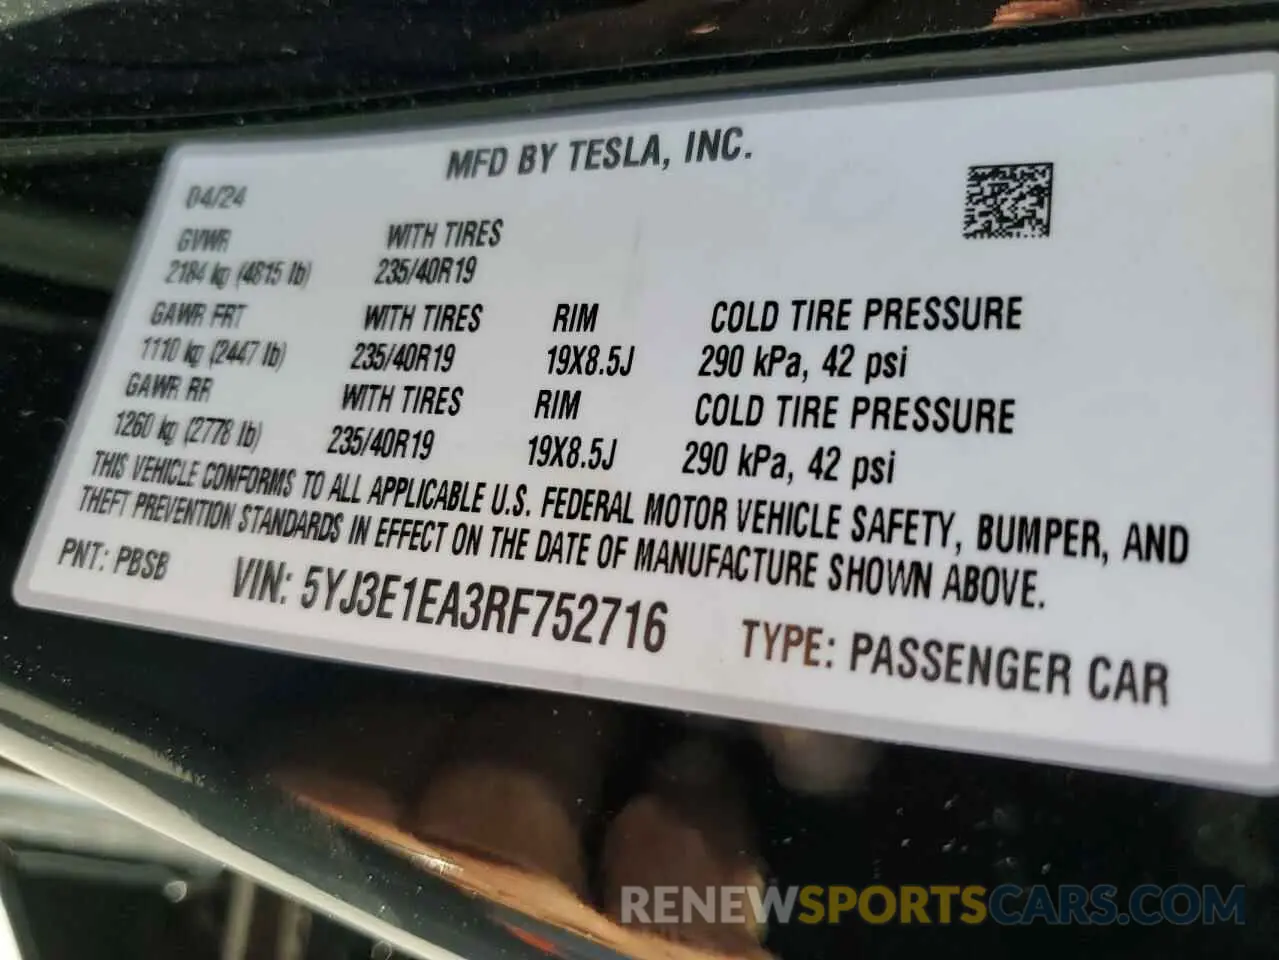 MFD BY TESLA, INC.
04/24
GVWR WITH TIRES
2184 kg (4815 lb) 235/40R19
GAWR FRT WITH TIRES RIM COLD TIRE PRESSURE
1110 kg (2447 lb) 235/40R19 19X8.5J 290 kPa, 42 psi
GAWR RR WITH TIRES RIM COLD TIRE PRESSURE
1260 kg (2778 lb) 235/40R19 19X8.5J 290 kPa, 42 psi
THIS VEHICLE CONFORMS TO ALL APPLICABLE U.S. FEDERAL MOTOR VEHICLE SAFETY, BUMPER, AND
THEFT PREVENTION STANDARDS IN EFFECT ON THE DATE OF MANUFACTURE SHOWN ABOVE.
PNT: PBSB VIN: 5YJ3E1EA3RF752716 TYPE: PASSENGER CAR
RENEWSPORTSCARS.COM